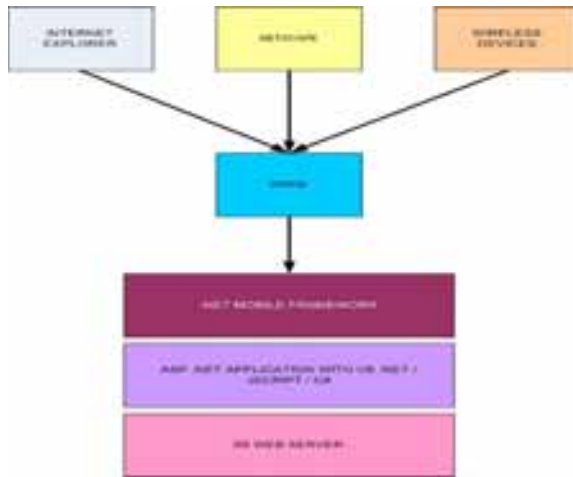 INTERNET
EXPLORER
NETSCAPE
WIRELESS
DEVICES
.NET MOBILE FRAMEWORK
ASP .NET APPLICATION WITH VB .NET /
JSCRIPT / C#
IIS WEB SERVER